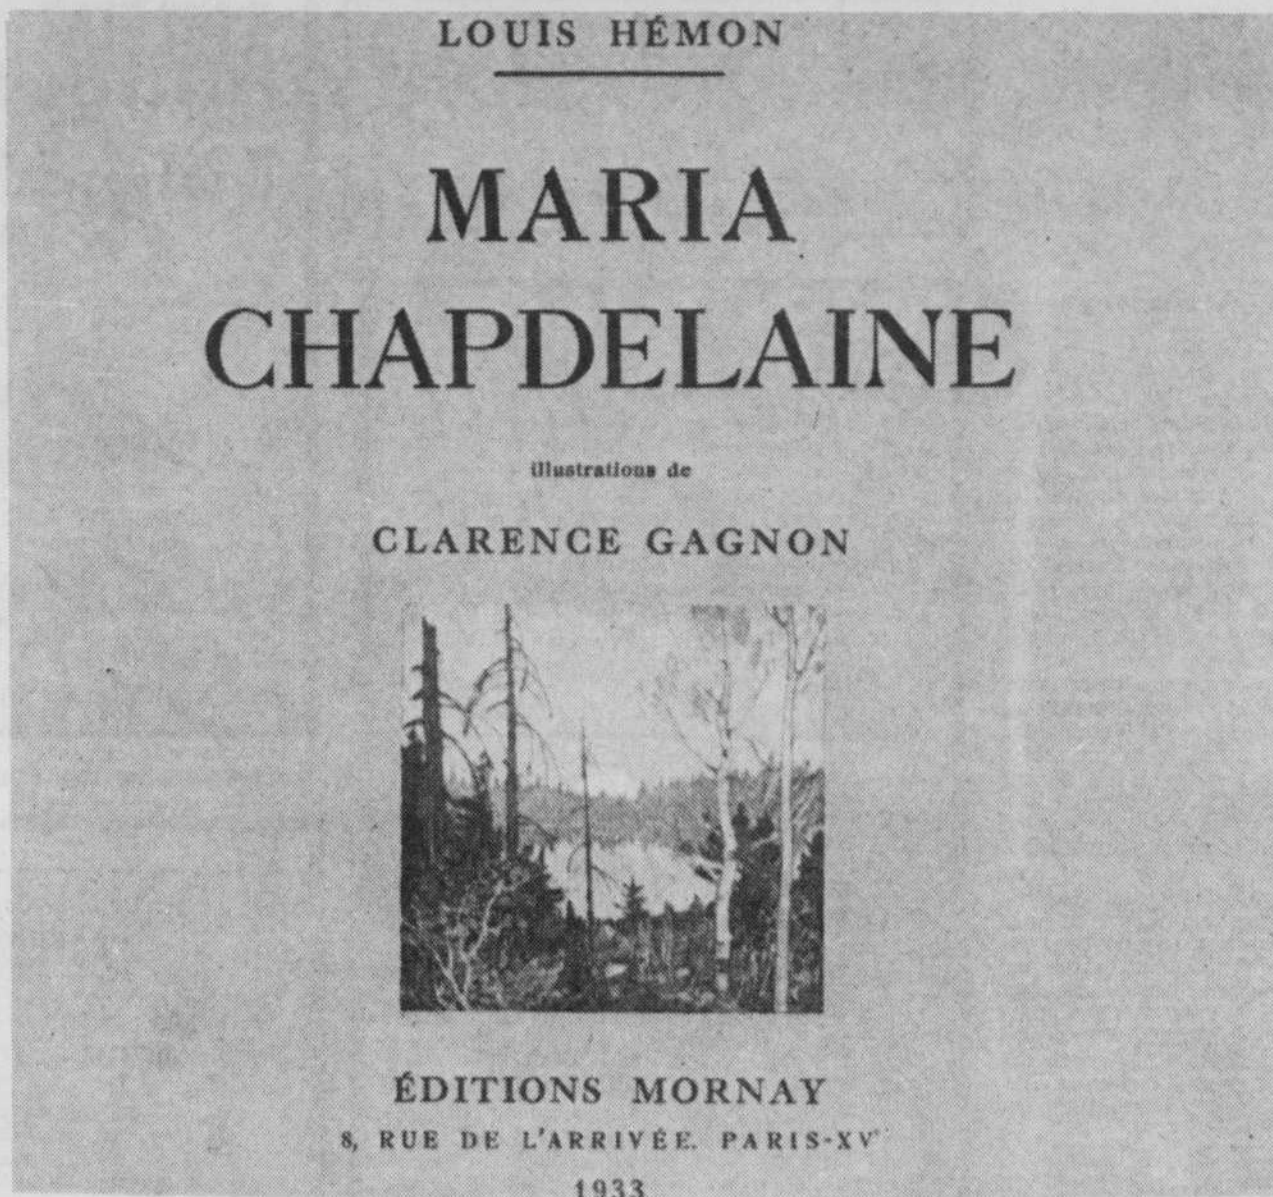 LOUIS HÉMON
MARIA
CHAPDELAINE
illustrations de
CLARENCE GAGNON
ÉDITIONS MORNAY
8, RUE DE L'ARRIVÉE. PARIS-XVᵉ
1933